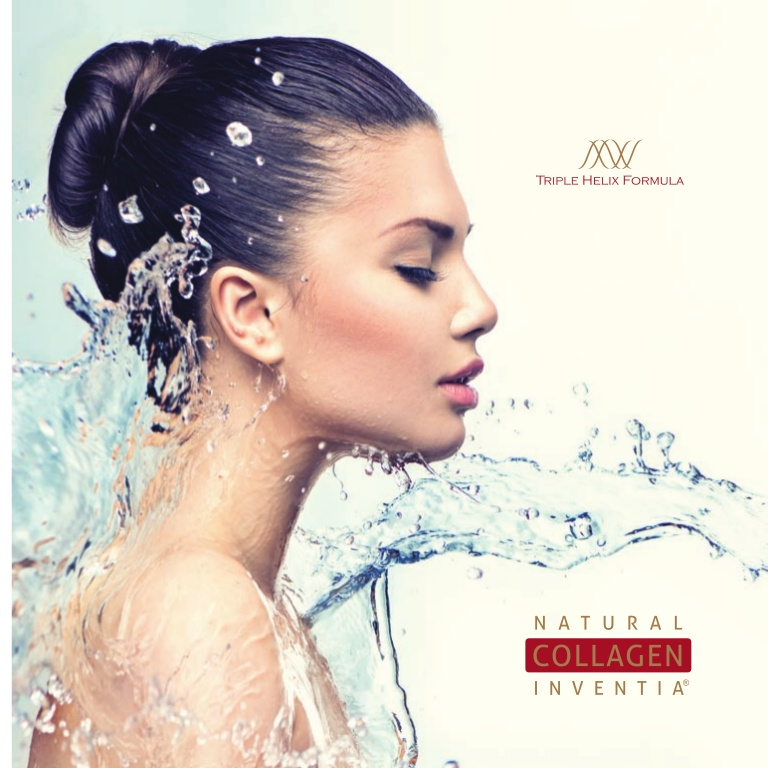 TRIPLE HELIX FORMULA
NATURAL
COLLAGEN
INVENTIA®